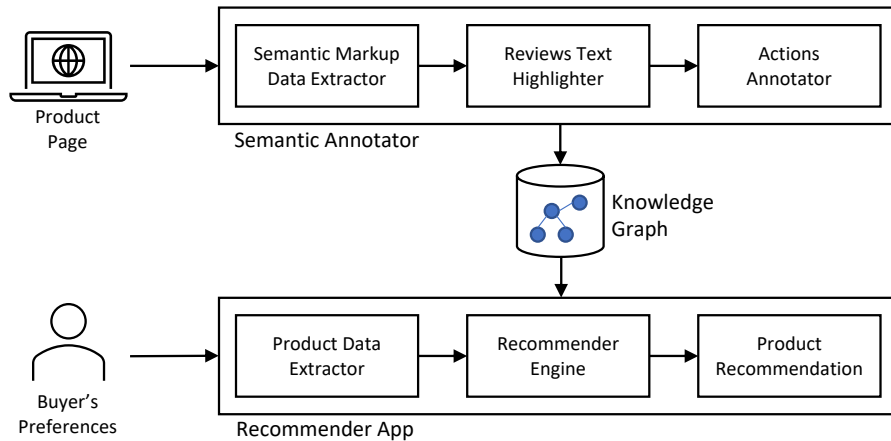 Semantic Markup
Data Extractor
Reviews Text
Highlighter
Actions
Annotator
Product
Page
Semantic Annotator
Knowledge
Graph
Product Data
Extractor
Recommender
Engine
Product
Recommendation
Buyer's
Preferences
Recommender App